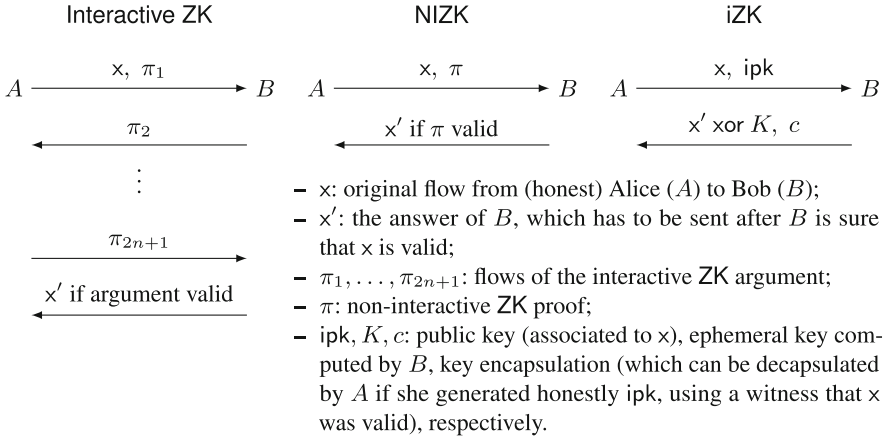 Interactive ZK
NIZK
iZK
x, π₁
A B
π₂
⋮
π₂ₙ₊₁
x′ if argument valid
x, π
A B
x′ if π valid
x, ipk
A B
x′ xor K, c
– x: original flow from (honest) Alice (A) to Bob (B);
– x′: the answer of B, which has to be sent after B is sure
that x is valid;
– π₁, . . . , π₂ₙ₊₁: flows of the interactive ZK argument;
– π: non-interactive ZK proof;
– ipk, K, c: public key (associated to x), ephemeral key com-
puted by B, key encapsulation (which can be decapsulated
by A if she generated honestly ipk, using a witness that x
was valid), respectively.